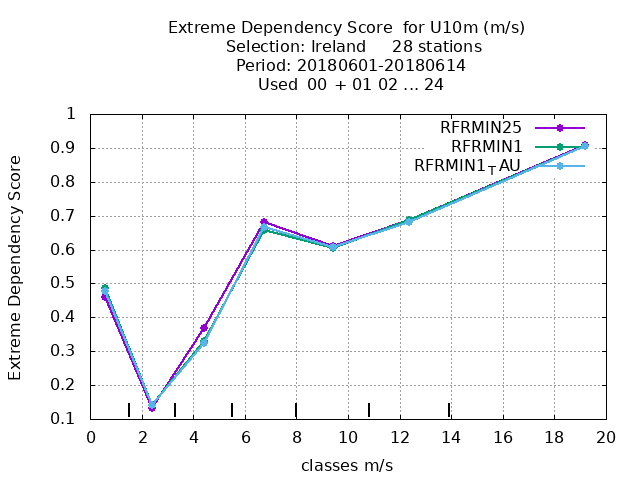 Extreme Dependency Score  for U10m (m/s)
Selection: Ireland     28 stations
Period: 20180601-20180614
Used  00  + 01 02 ... 24
RFRMIN25
RFRMIN1
RFRMIN1TAU
Extreme Dependency Score
1
0.9
0.8
0.7
0.6
0.5
0.4
0.3
0.2
0.1
0 2 4 6 8 10 12 14 16 18 20
classes m/s